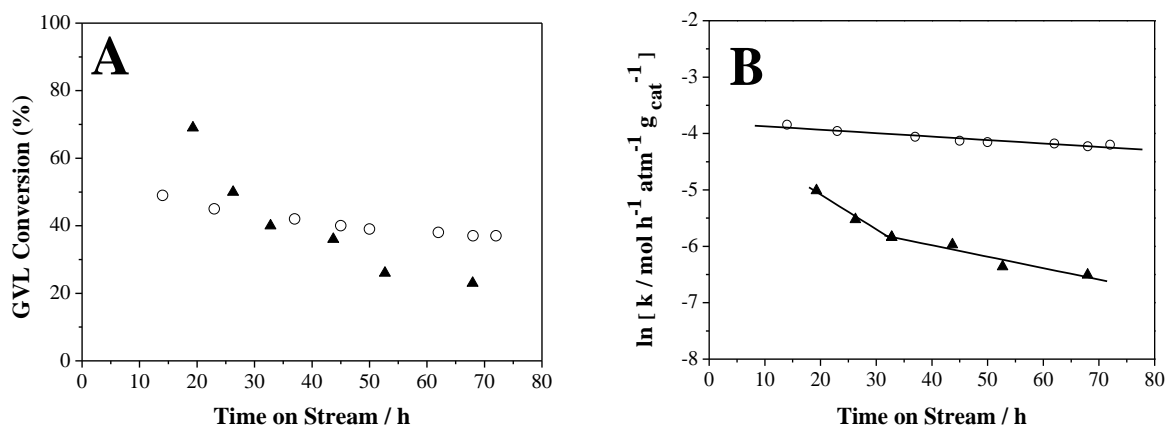 A
GVL Conversion (%)
100
80
60
40
20
0
0 10 20 30 40 50 60 70 80
Time on Stream / h
B
ln [ k / mol h⁻¹ atm⁻¹ g cat⁻¹ ]
-2
-3
-4
-5
-6
-7
-8
0 10 20 30 40 50 60 70 80
Time on Stream / h